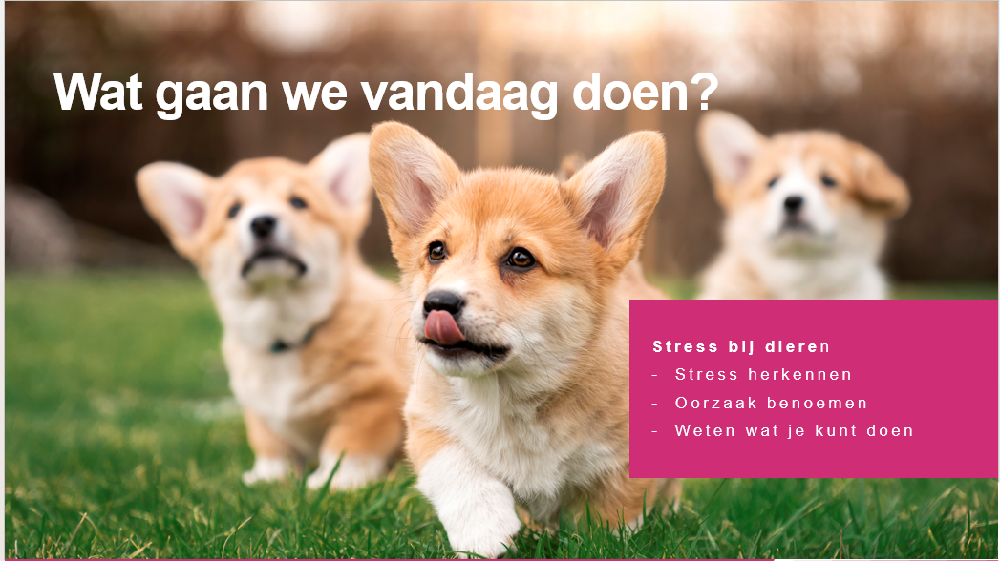 Wat gaan we vandaag doen?
Stress bij dieren
- Stress herkennen
- Oorzaak benoemen
- Weten wat je kunt doen